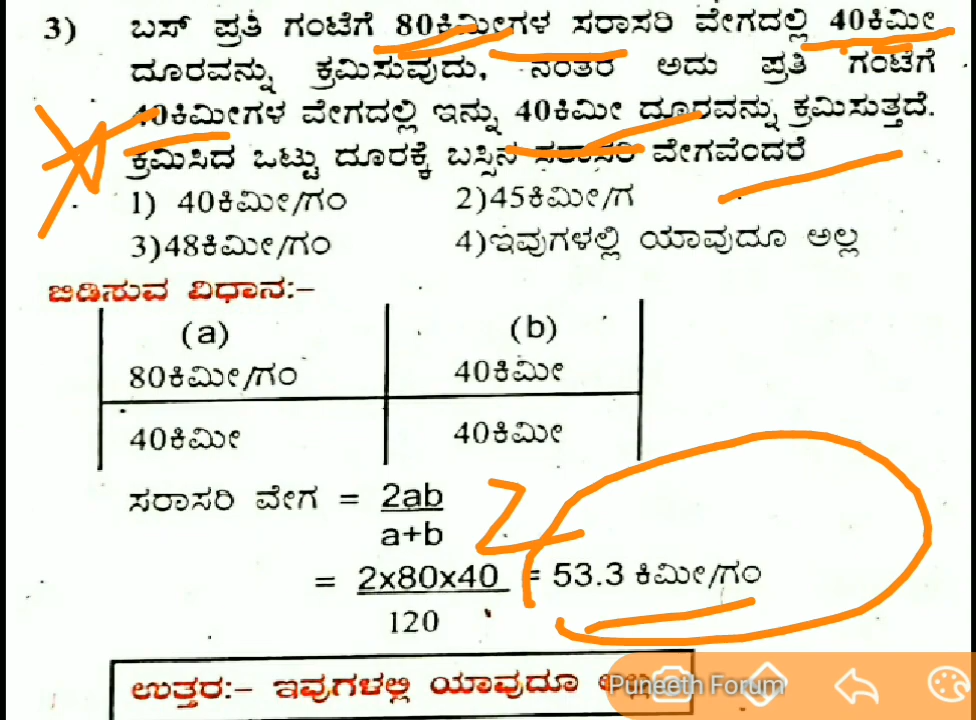 3) ಬಸ್ ಪ್ರತಿ ಗಂಟೆಗೆ 80ಕಿಮೀಗಳ ಸರಾಸರಿ ವೇಗದಲ್ಲಿ 40ಕಿಮೀ
ದೂರವನ್ನು ಕ್ರಮಿಸುವುದು, ನಂತರ ಅದು ಪ್ರತಿ ಗಂಟೆಗೆ
40ಕಿಮೀಗಳ ವೇಗದಲ್ಲಿ ಇನ್ನು 40ಕಿಮೀ ದೂರವನ್ನು ಕ್ರಮಿಸುತ್ತದೆ.
ಕ್ರಮಿಸಿದ ಒಟ್ಟು ದೂರಕ್ಕೆ ಬಸ್ಸಿನ ಸರಾಸರಿ ವೇಗವೆಂದರೆ
1) 40ಕಿಮೀ/ಗಂ 2)45ಕಿಮೀ/ಗ
3)48ಕಿಮೀ/ಗಂ 4)ಇವುಗಳಲ್ಲಿ ಯಾವುದೂ ಅಲ್ಲ
ಬಿಡಿಸುವ ವಿಧಾನ:-
(a) (b)
80ಕಿಮೀ/ಗಂ 40ಕಿಮೀ
40ಕಿಮೀ 40ಕಿಮೀ
ಸರಾಸರಿ ವೇಗ = 2ab
a+b
= 2x80x40 = 53.3 ಕಿಮೀ/ಗಂ
120
ಉತ್ತರ:- ಇವುಗಳಲ್ಲಿ ಯಾವುದೂ
Puneeth Forum